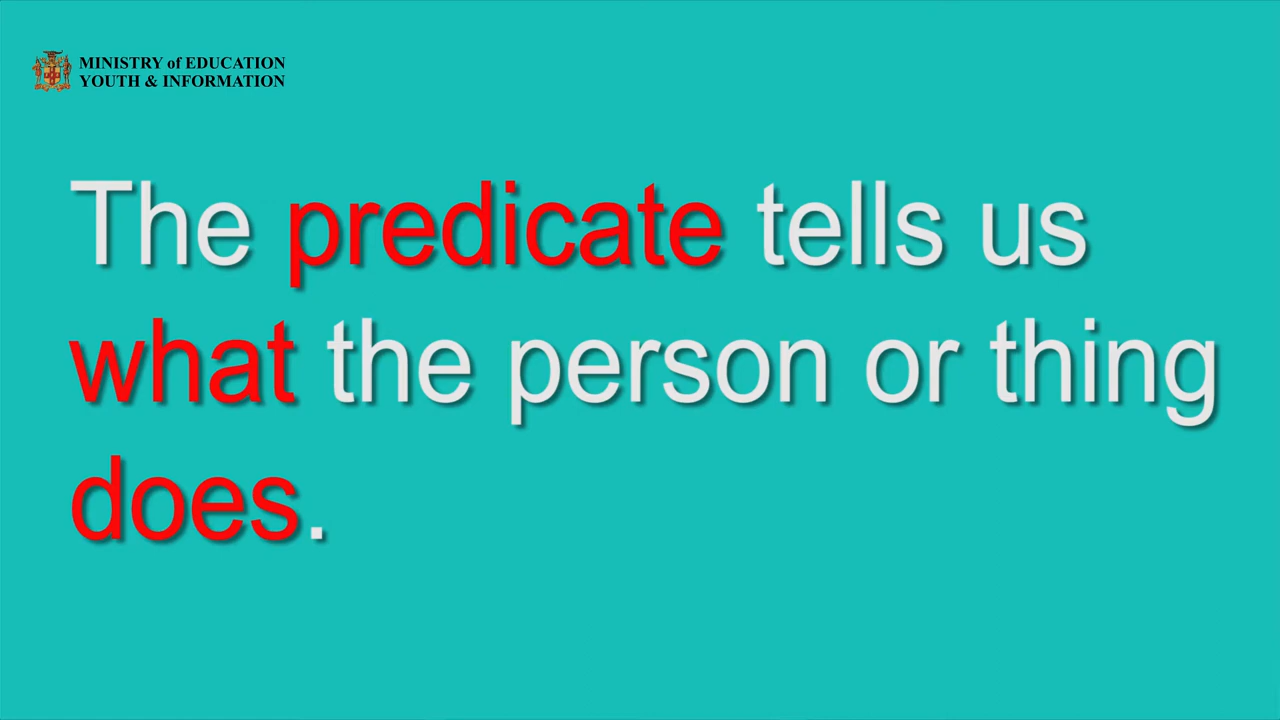 MINISTRY of EDUCATION
YOUTH & INFORMATION
The predicate tells us
what the person or thing
does.